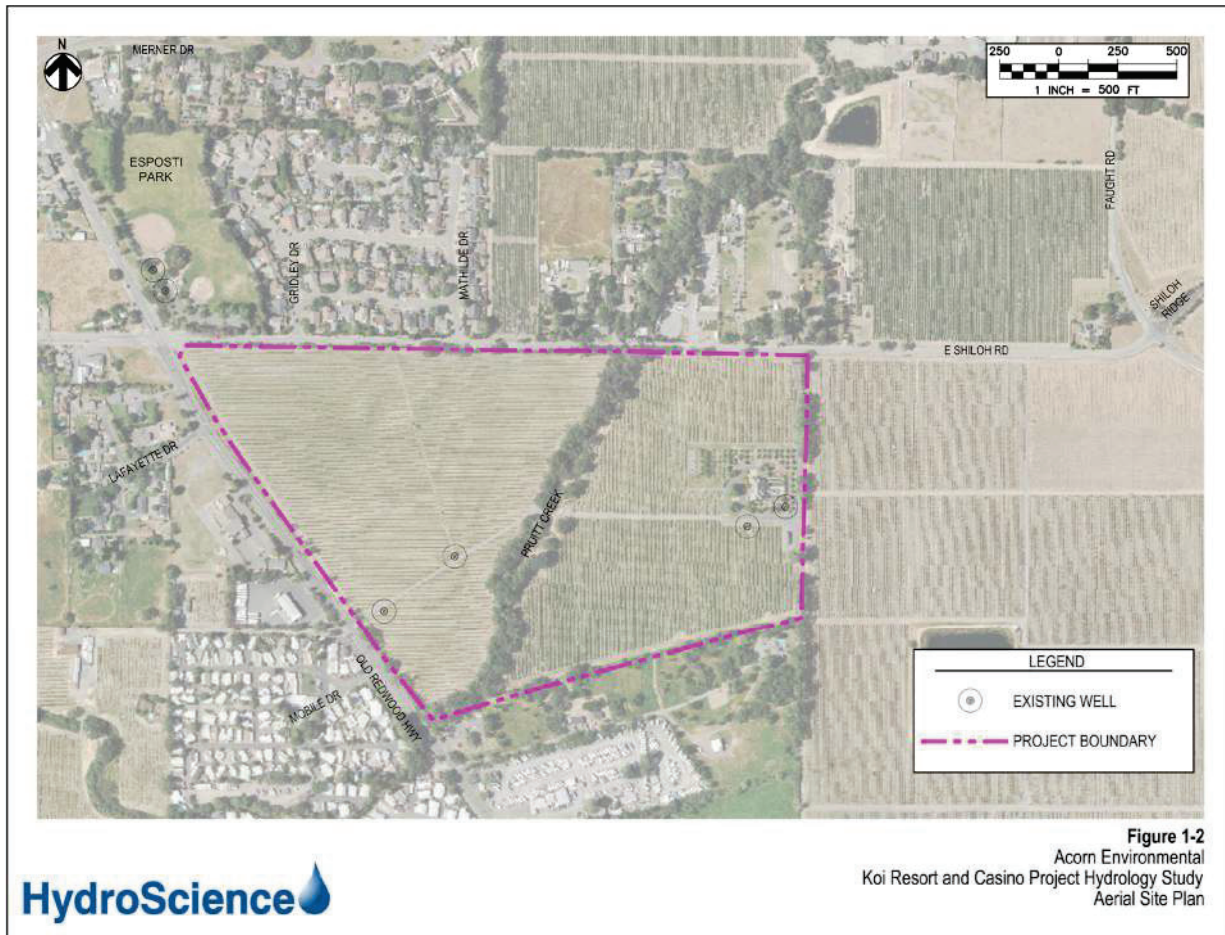 N
MERNER DR
250 0 250 500
1 INCH = 500 FT
ESPOSTI
PARK
GRIDLEY DR
MATHILDE DR
FAUGHT RD
SHILOH
RIDGE
E SHILOH RD
LAFAYETTE DR
PRUITT CREEK
OLD REDWOOD HWY
MOBILE DR
LEGEND
EXISTING WELL
PROJECT BOUNDARY
Figure 1-2
Acorn Environmental
Koi Resort and Casino Project Hydrology Study
Aerial Site Plan
HydroScience